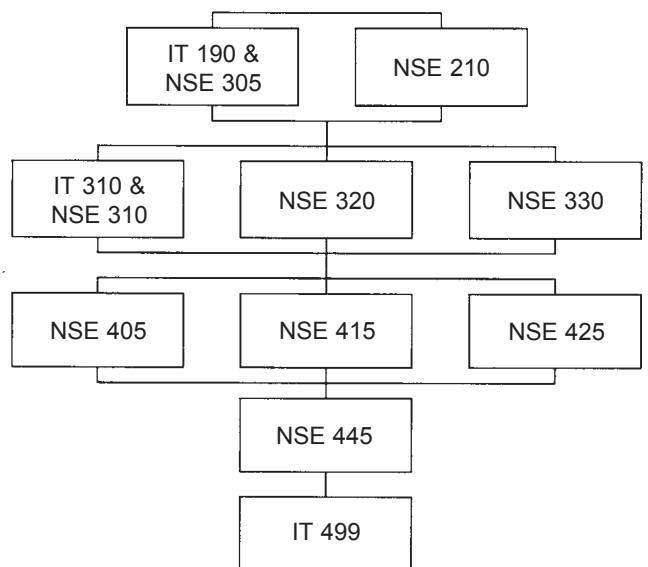 IT 190 &
NSE 305
NSE 210
IT 310 &
NSE 310
NSE 320
NSE 330
NSE 405
NSE 415
NSE 425
NSE 445
IT 499